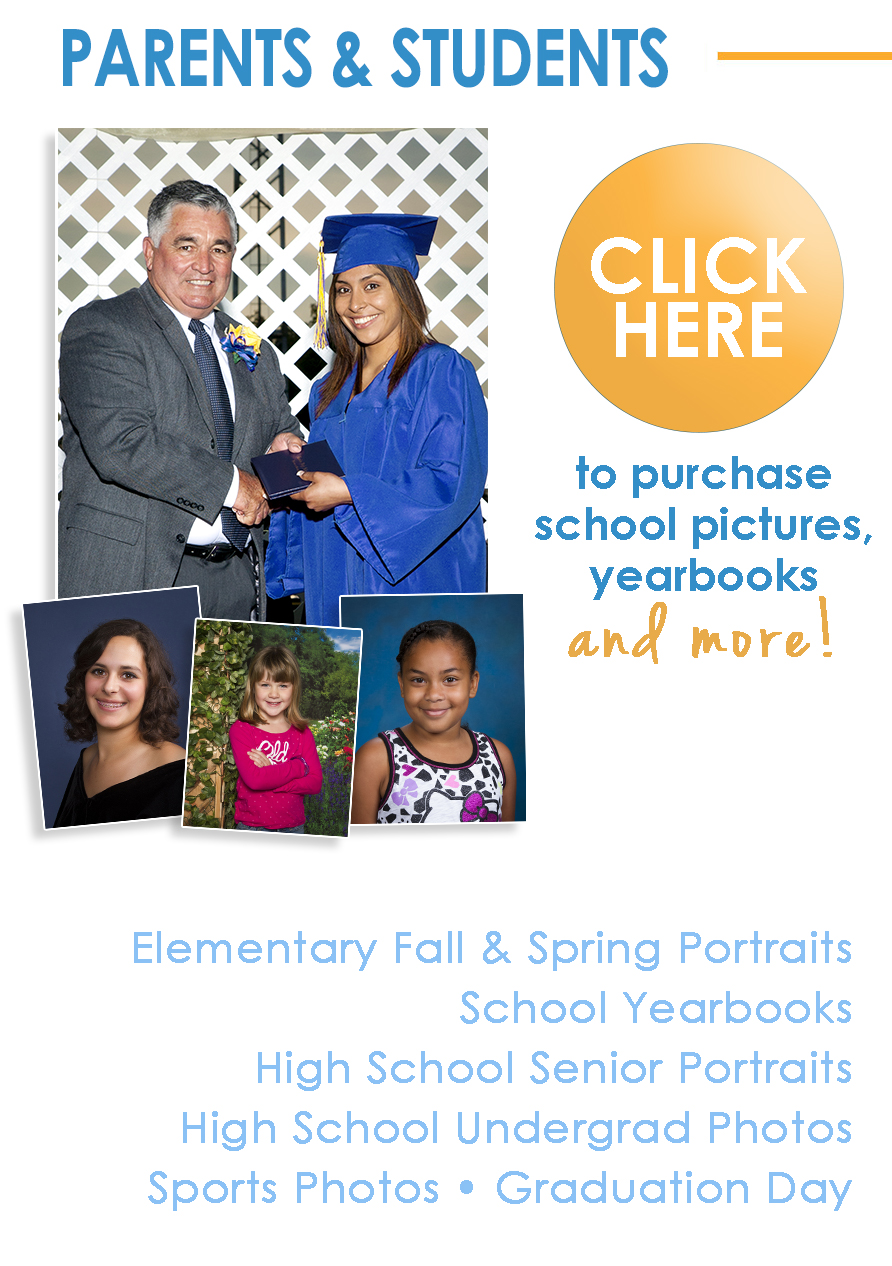 PARENTS & STUDENTS
CLICK
HERE
to purchase
school pictures,
yearbooks
and more!
Elementary Fall & Spring Portraits
School Yearbooks
High School Senior Portraits
High School Undergrad Photos
Sports Photos • Graduation Day